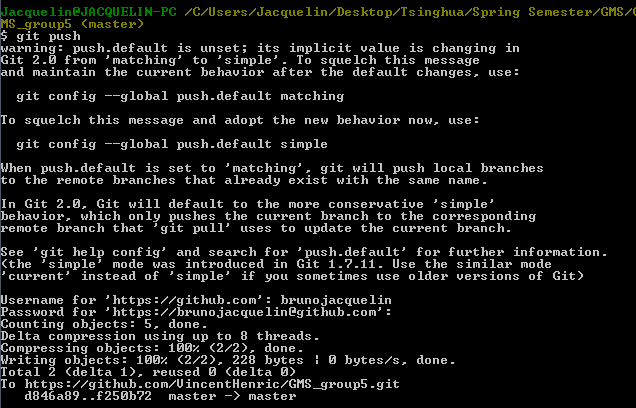 Jacquelin@JACQUELIN-PC /C/Users/Jacquelin/Desktop/Tsinghua/Spring Semester/GMS/G
MS_group5 (master)
$ git push
warning: push.default is unset; its implicit value is changing in
Git 2.0 from 'matching' to 'simple'. To squelch this message
and maintain the current behavior after the default changes, use:
git config --global push.default matching
To squelch this message and adopt the new behavior now, use:
git config --global push.default simple
When push.default is set to 'matching', git will push local branches
to the remote branches that already exist with the same name.
In Git 2.0, Git will default to the more conservative 'simple'
behavior, which only pushes the current branch to the corresponding
remote branch that 'git pull' uses to update the current branch.
See 'git help config' and search for 'push.default' for further information.
(the 'simple' mode was introduced in Git 1.7.11. Use the similar mode
'current' instead of 'simple' if you sometimes use older versions of Git)
Username for 'https://github.com': brunojacquelin
Password for 'https://brunojacquelin@github.com':
Counting objects: 5, done.
Delta compression using up to 8 threads.
Compressing objects: 100% (2/2), done.
Writing objects: 100% (2/2), 228 bytes | 0 bytes/s, done.
Total 2 (delta 1), reused 0 (delta 0)
To https://github.com/VincentHenric/GMS_group5.git
d846a89..f250b72  master -> master